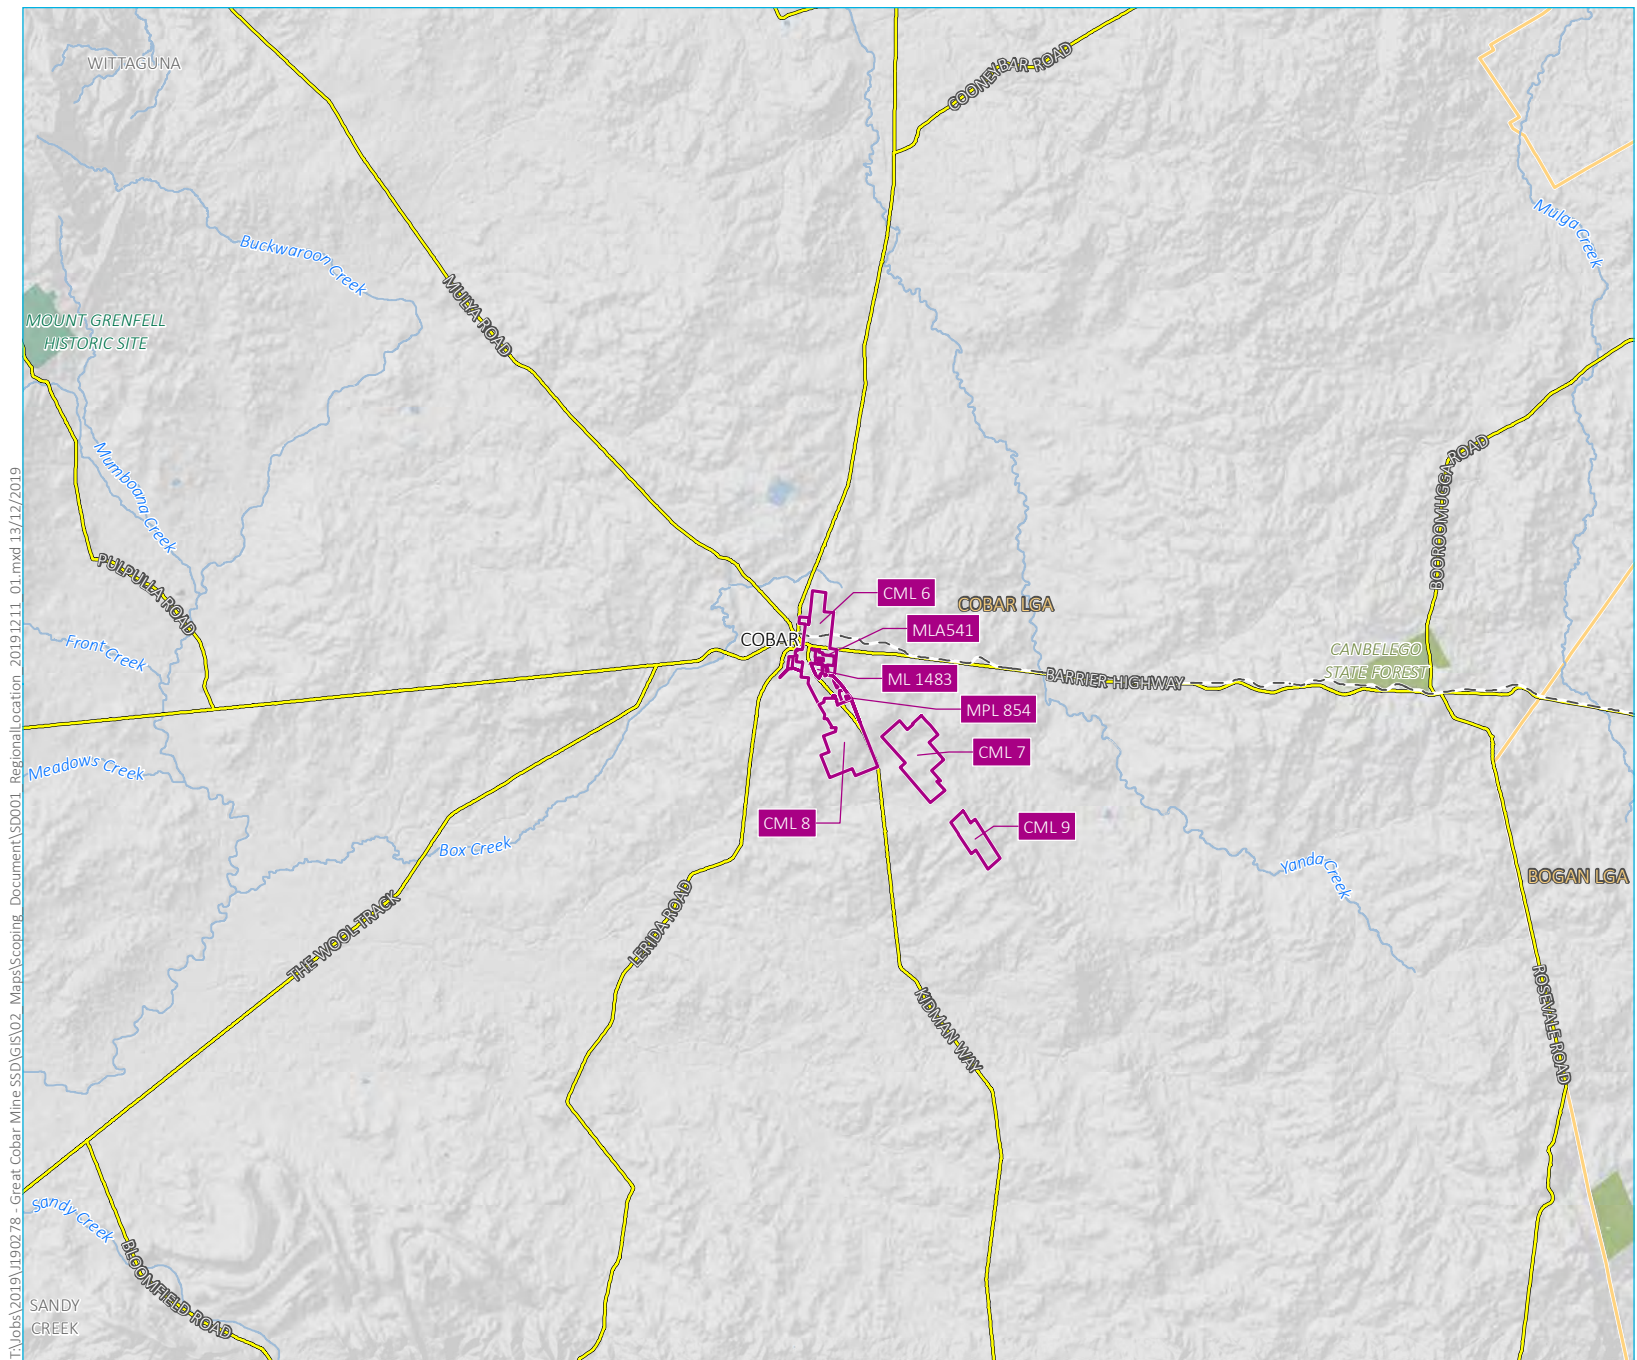 WITTAGUNA
COONEYBAR ROAD
Mulga Creek
Buckwaroon Creek
MULYA ROAD
MOUNT GRENFELL
HISTORIC SITE
Mumboana Creek
BOOROOMUGGA ROAD
PULPULLA ROAD
CML 6
COBAR LGA
MLA541
COBAR
Front Creek
CANBELEGO
STATE FOREST
ML 1483
BARRIER HIGHWAY
MPL 854
CML 7
Meadows Creek
CML 8
CML 9
Box Creek
Yanda Creek
BOGAN LGA
THE WOOL TRACK
LERIDA ROAD
KIDMAN WAY
ROSEVALE ROAD
Sandy Creek
BLOOMFIELD ROAD
SANDY
CREEK
T:\Jobs\2019\J190278 - Great Cobar Mine SSD\GIS\02_Maps\Scoping_Document\SD001_RegionalLocation_20191211_01.mxd 13/12/2019